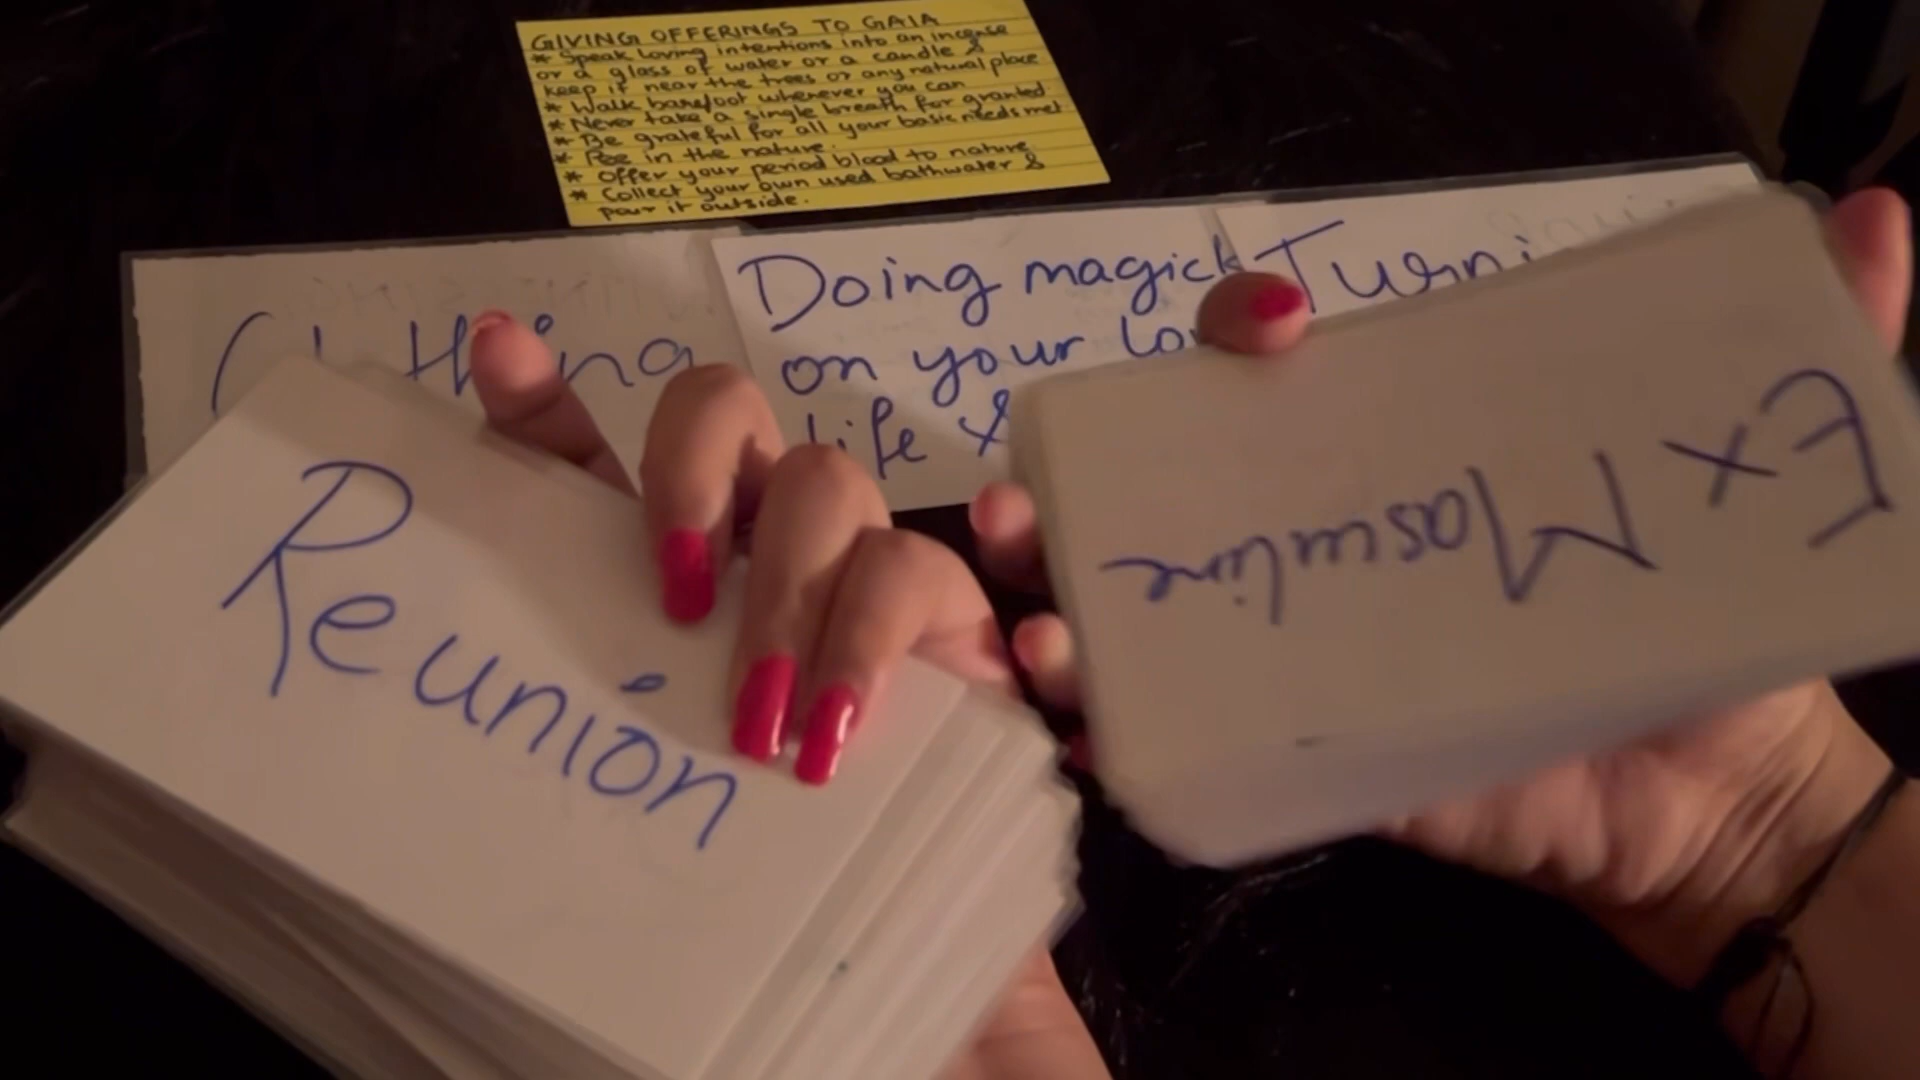 GIVING OFFERINGS TO GAIA
* Speak loving intentions into an incense
or a glass of water or a candle &
keep it near the trees or any natural place
* Walk barefoot wherever you can
* Never take a single breath for granted
* Be grateful for all your basic needs met
* Pee in the nature.
* Offer your period blood to nature
* Collect your own used bathwater &
pour it outside.
Doing magick
on your
life &
Reunion
Ex Masculine